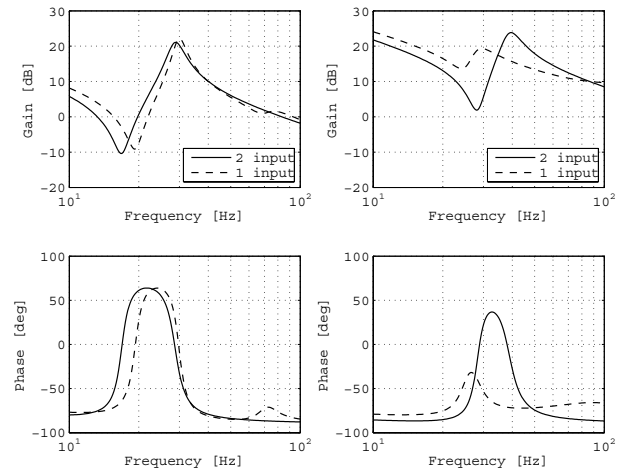 30
20
10
0
−10
−20
Gain [dB]
2 input
1 input
10^1
10^2
Frequency [Hz]
30
20
10
0
−10
−20
Gain [dB]
2 input
1 input
10^1
10^2
Frequency [Hz]
100
50
0
−50
−100
Phase [deg]
10^1
10^2
Frequency [Hz]
100
50
0
−50
−100
Phase [deg]
10^1
10^2
Frequency [Hz]